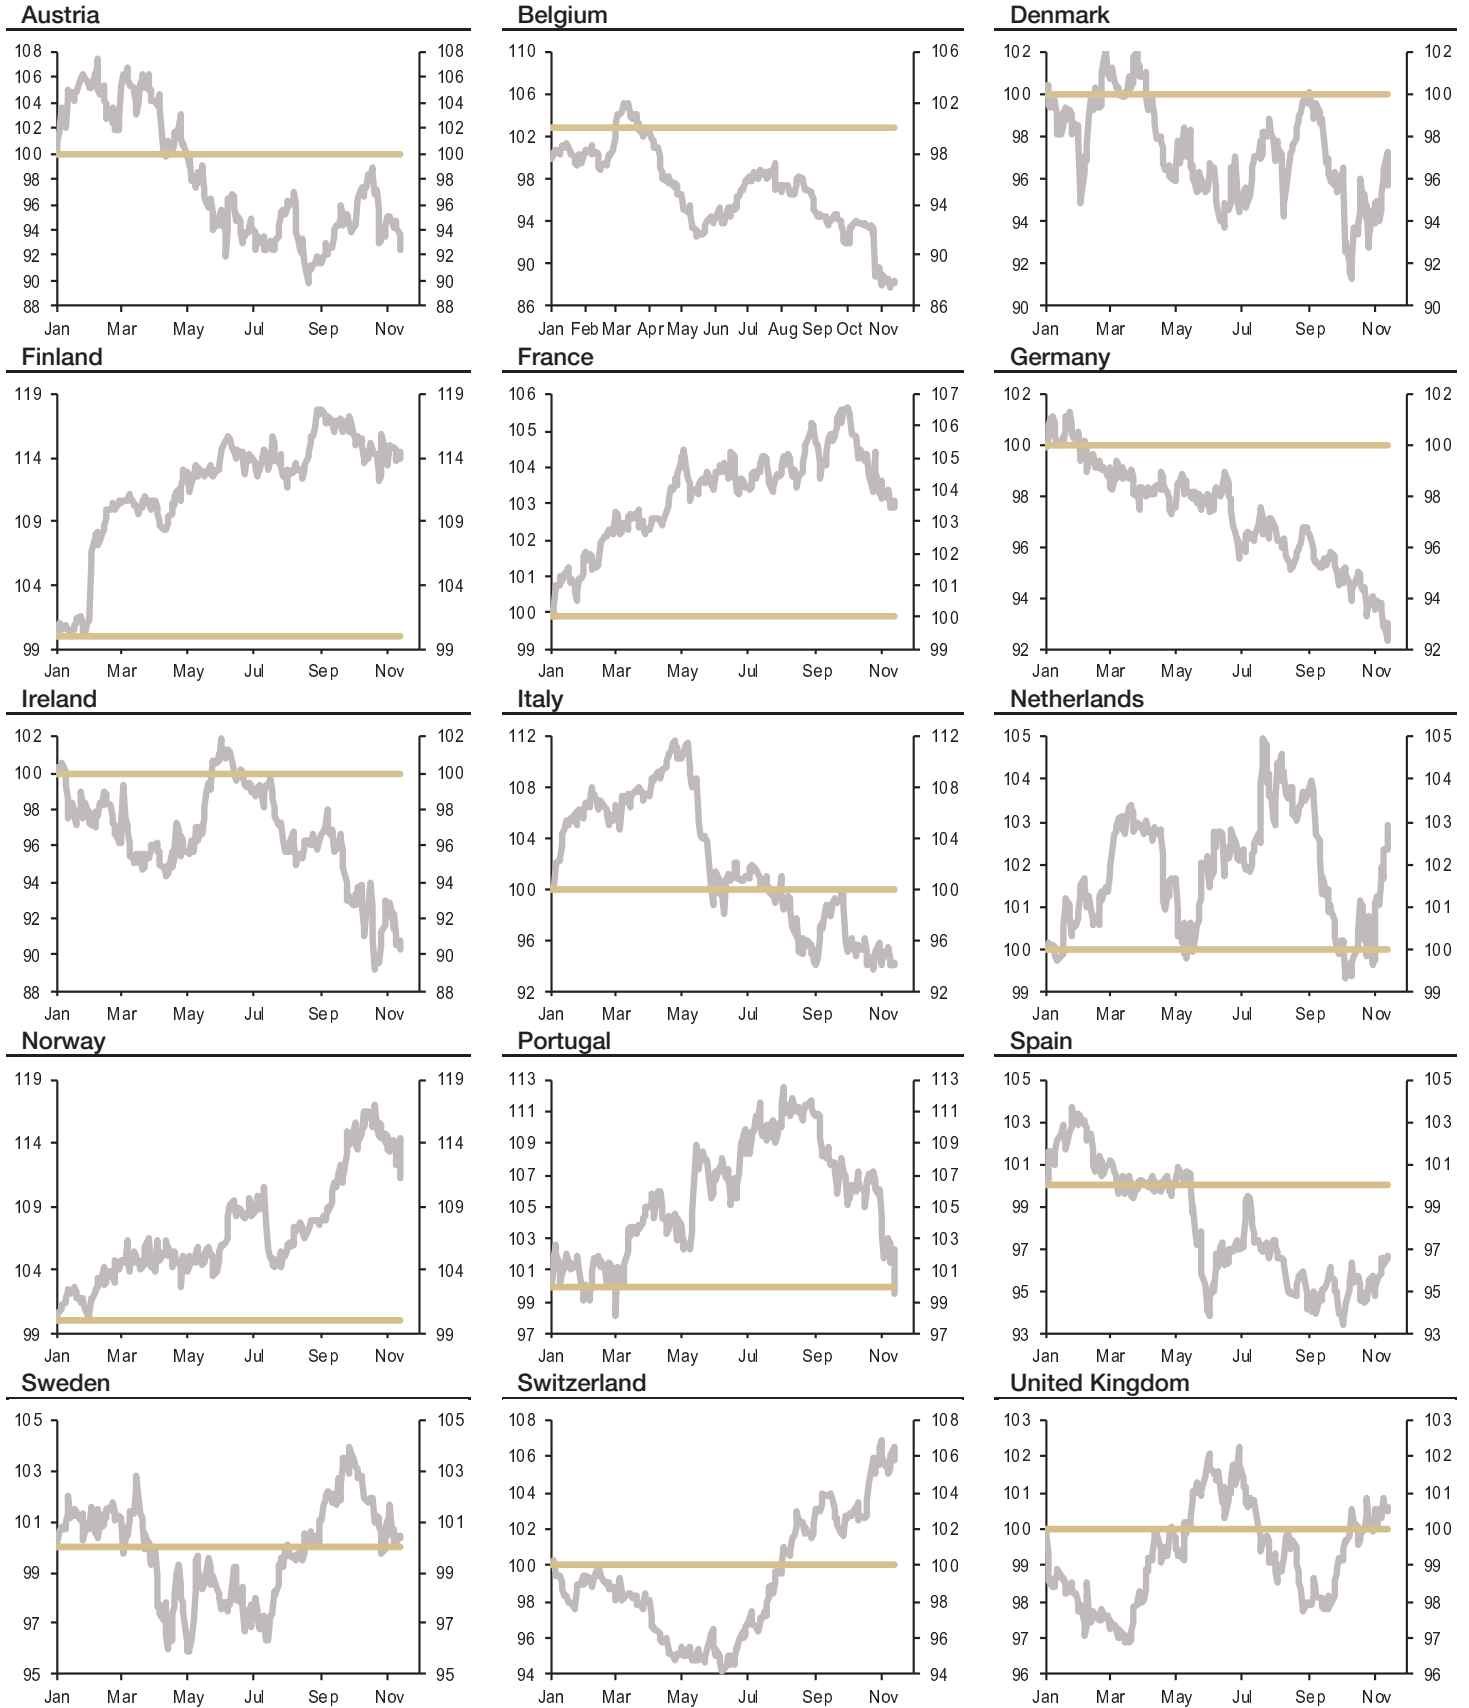 Austria Belgium Denmark
108 108 110 106 102 102
106 106
104 104 106 102 100 100
102 102
100 100 102 98 98 98
98 98
96 96 98 94 96 96
94 94 94 94 94
92 92
90 90 90 90 92 92
88 88 86 86 90 90
Jan Mar May Jul Sep Nov Jan Feb Mar Apr May Jun Jul Aug Sep Oct Nov Jan Mar May Jul Sep Nov
Finland France Germany
119 119 106 107 102 102
105 106 100 100
114 114 104 105
104 98 98
109 109 103 103
102 102 96 96
104 104 101 101 94 94
100 100
99 99 99 99 92 92
Jan Mar May Jul Sep Nov Jan Mar May Jul Sep Nov Jan Mar May Jul Sep Nov
Ireland Italy Netherlands
102 102 112 112 105 105
100 100 108 108 104 104
98 98 103 103
96 96 104 104
94 94 100 100 102 102
92 92 101 101
90 90 96 96 100 100
88 88 92 92 99 99
Jan Mar May Jul Sep Nov Jan Mar May Jul Sep Nov Jan Mar May Jul Sep Nov
Norway Portugal Spain
119 119 113 113 105 105
111 111 103 103
114 114 109 109
107 107 101 101
109 109 105 105 99 99
103 103 97 97
104 104 101 101 95 95
99 99
99 99 97 97 93 93
Jan Mar May Jul Sep Nov Jan Mar May Jul Sep Nov Jan Mar May Jul Sep Nov
Sweden Switzerland United Kingdom
105 105 108 108 103 103
106 106 102 102
103 103 104 104 101 101
101 101 102 102 100 100
99 99 100 100 99 99
97 97 98 98 98 98
96 96 97 97
95 95 94 94 96 96
Jan Mar May Jul Sep Nov Jan Mar May Jul Sep Nov Jan Mar May Jul Sep Nov